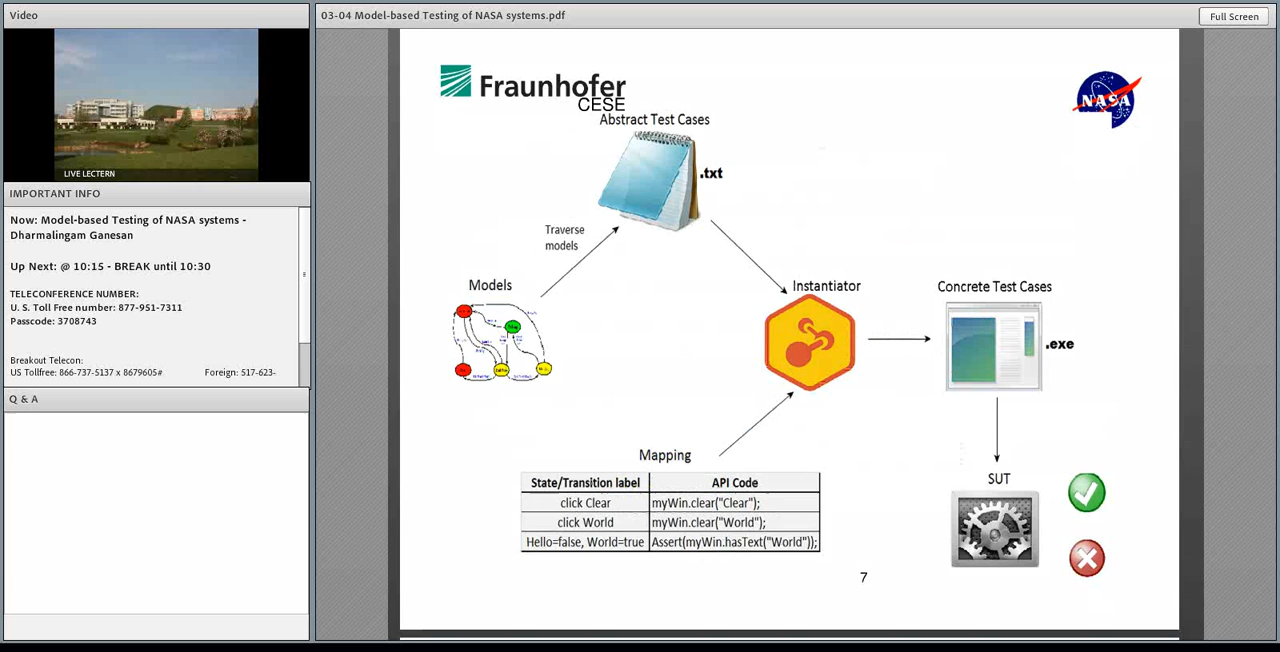 Video
LIVE LECTERN
IMPORTANT INFO
Now: Model-based Testing of NASA systems -
Dharmalingam Ganesan
Up Next: @ 10:15 - BREAK until 10:30
TELECONFERENCE NUMBER:
U. S. Toll Free number: 877-951-7311
Passcode: 3708743
Breakout Telecon:
US Tollfree: 866-737-5137 x 8679605# Foreign: 517-623-
Q & A
03-04 Model-based Testing of NASA systems.pdf
Full Screen
Fraunhofer
CESE
NASA
Abstract Test Cases
.txt
Traverse
models
Models
Instantiator
Concrete Test Cases
.exe
Mapping
State/Transition label API Code
click Clear myWin.clear("Clear");
click World myWin.clear("World");
Hello=false, World=true Assert(myWin.hasText("World"));
SUT
7